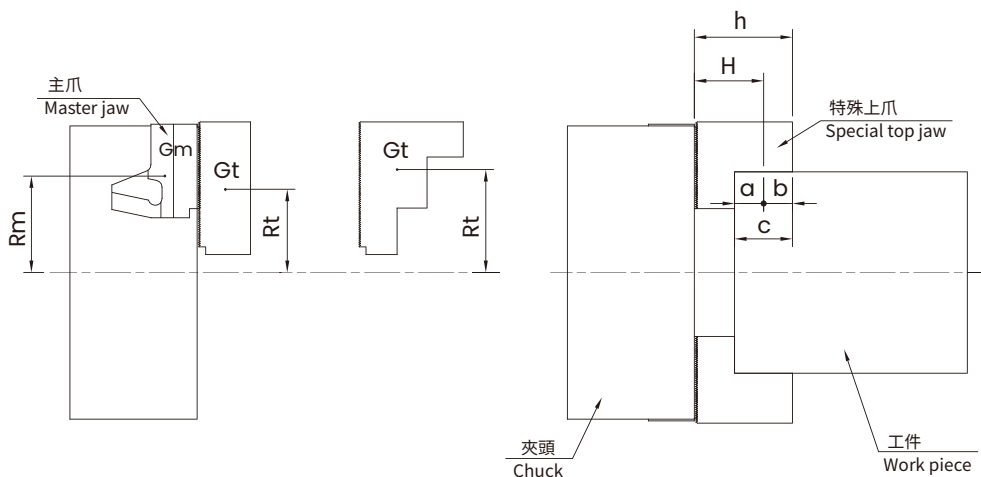 主爪
Master jaw
Gm
Gt
Rm
Rt
Gt
Rt
h
H
特殊上爪
Special top jaw
a
b
c
夾頭
Chuck
工件
Work piece